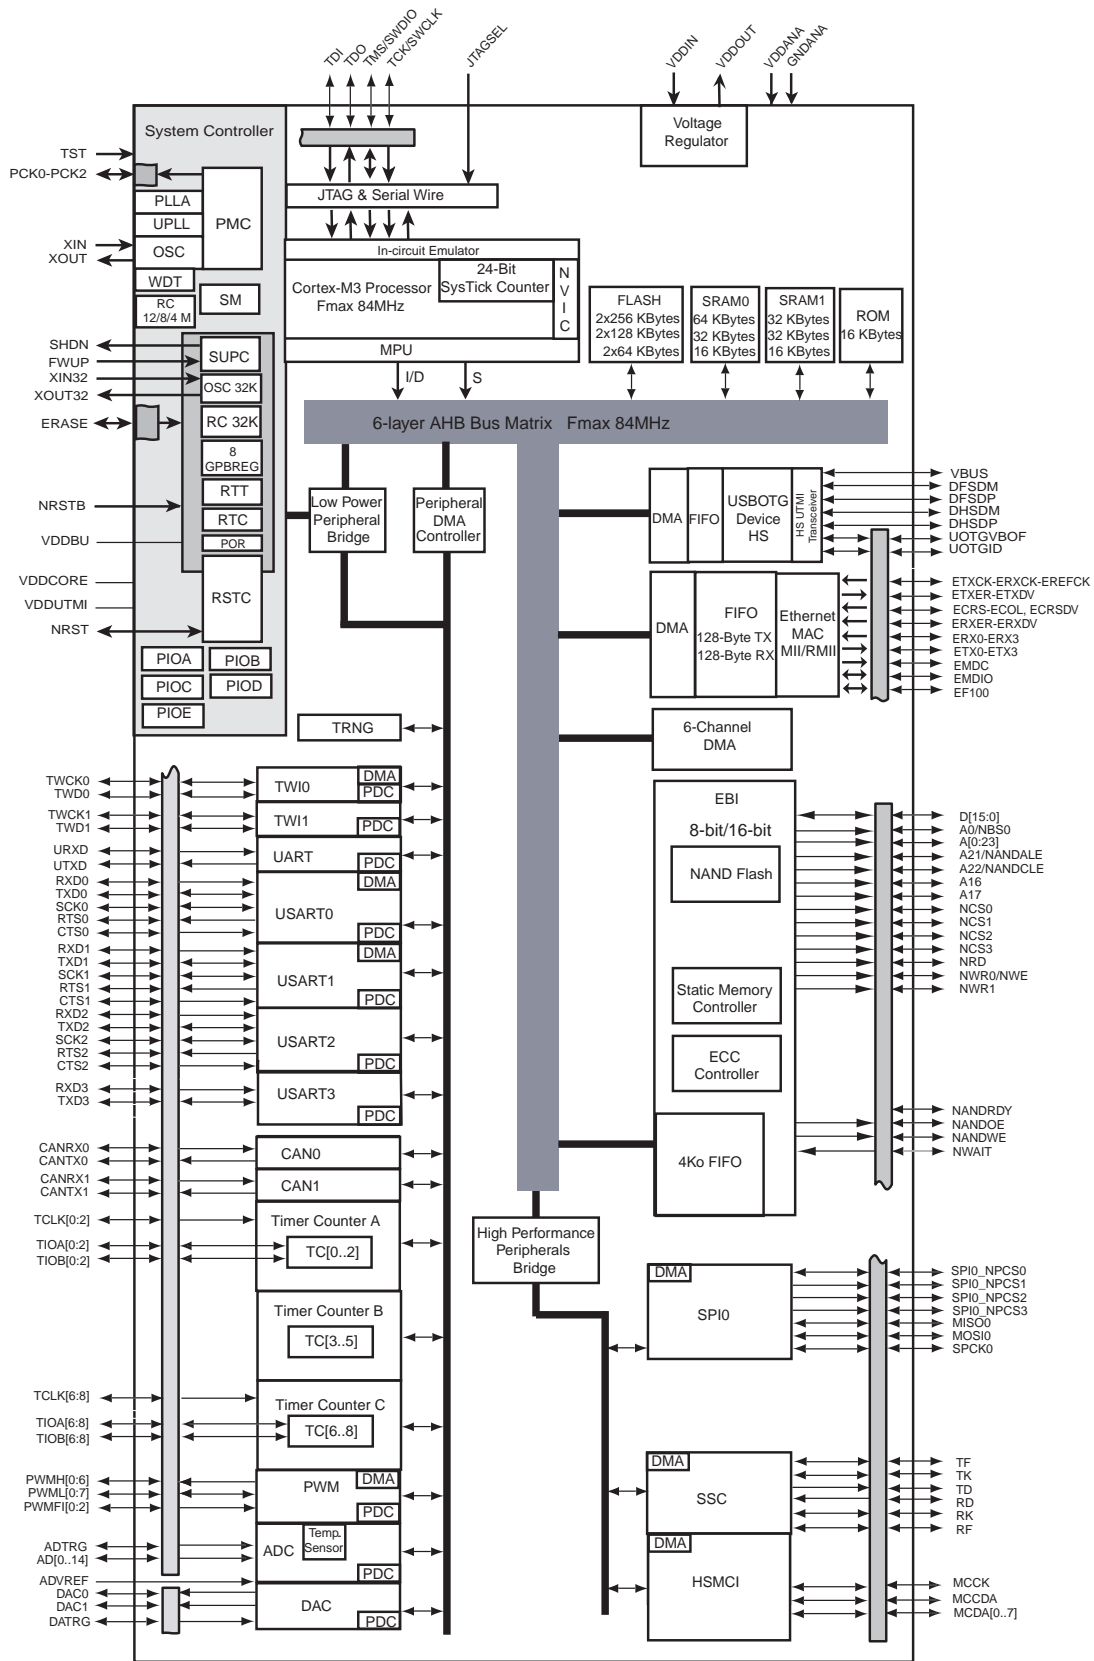 TDI
TDO
TMS/SWDIO
TCK/SWCLK
JTAGSEL
VDDIN
VDDOUT
VDDANA
GNDANA
System Controller
Voltage
Regulator
TST
PCK0-PCK2
PLLA
UPLL
OSC
PMC
XIN
XOUT
WDT
RC
12/8/4 M
SM
JTAG & Serial Wire
In-circuit Emulator
Cortex-M3 Processor
Fmax 84MHz
24-Bit
SysTick Counter
N
V
I
C
MPU
I/D
S
FLASH
2x256 KBytes
2x128 KBytes
2x64 KBytes
SRAM0
64 KBytes
32 KBytes
16 KBytes
SRAM1
32 KBytes
32 KBytes
16 KBytes
ROM
16 KBytes
SHDN
FWUP
XIN32
XOUT32
ERASE
NRSTB
VDDBU
VDDCORE
VDDUTMI
NRST
SUPC
OSC 32K
RC 32K
8
GPBREG
RTT
RTC
POR
RSTC
PIOA
PIOB
PIOC
PIOD
PIOE
6-layer AHB Bus Matrix Fmax 84MHz
Low Power
Peripheral
Bridge
Peripheral
DMA
Controller
DMA
FIFO
USBOTG
Device
HS
HS UTMI
Transceiver
VBUS
DFSDM
DFSDP
DHSDM
DHSDP
UOTGVBOF
UOTGID
DMA
FIFO
128-Byte TX
128-Byte RX
Ethernet
MAC
MII/RMII
ETXCK-ERXCK-EREFCK
ETXER-ETXDV
ECRS-ECOL, ECRSDV
ERXER-ERXDV
ERX0-ERX3
ETX0-ETX3
EMDC
EMDIO
EF100
TRNG
6-Channel
DMA
TWCK0
TWD0
TWI0
DMA
PDC
TWCK1
TWD1
TWI1
PDC
URXD
UTXD
UART
PDC
RXD0
TXD0
SCK0
RTS0
CTS0
USART0
DMA
PDC
RXD1
TXD1
SCK1
RTS1
CTS1
USART1
DMA
PDC
RXD2
TXD2
SCK2
RTS2
CTS2
USART2
PDC
RXD3
TXD3
USART3
PDC
CANRX0
CANTX0
CAN0
CANRX1
CANTX1
CAN1
TCLK[0:2]
TIOA[0:2]
TIOB[0:2]
Timer Counter A
TC[0..2]
Timer Counter B
TC[3..5]
TCLK[6:8]
TIOA[6:8]
TIOB[6:8]
Timer Counter C
TC[6..8]
PWMH[0:6]
PWML[0:7]
PWMFI[0:2]
PWM
DMA
PDC
ADTRG
AD[0..14]
ADVREF
ADC
Temp.
Sensor
PDC
DAC0
DAC1
DATRG
DAC
PDC
EBI
8-bit/16-bit
NAND Flash
Static Memory
Controller
ECC
Controller
4Ko FIFO
D[15:0]
A0/NBS0
A[0:23]
A21/NANDALE
A22/NANDCLE
A16
A17
NCS0
NCS1
NCS2
NCS3
NRD
NWR0/NWE
NWR1
NANDRDY
NANDOE
NANDWE
NWAIT
High Performance
Peripherals
Bridge
DMA
SPI0
SPI0_NPCS0
SPI0_NPCS1
SPI0_NPCS2
SPI0_NPCS3
MISO0
MOSI0
SPCK0
DMA
SSC
TF
TK
TD
RD
RK
RF
DMA
HSMCI
MCCK
MCCDA
MCDA[0..7]